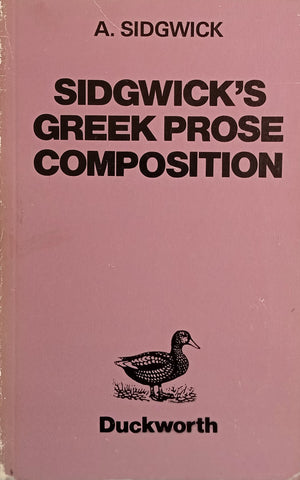 A. SIDGWICK
SIDGWICK'S
GREEK PROSE
COMPOSITION
Duckworth